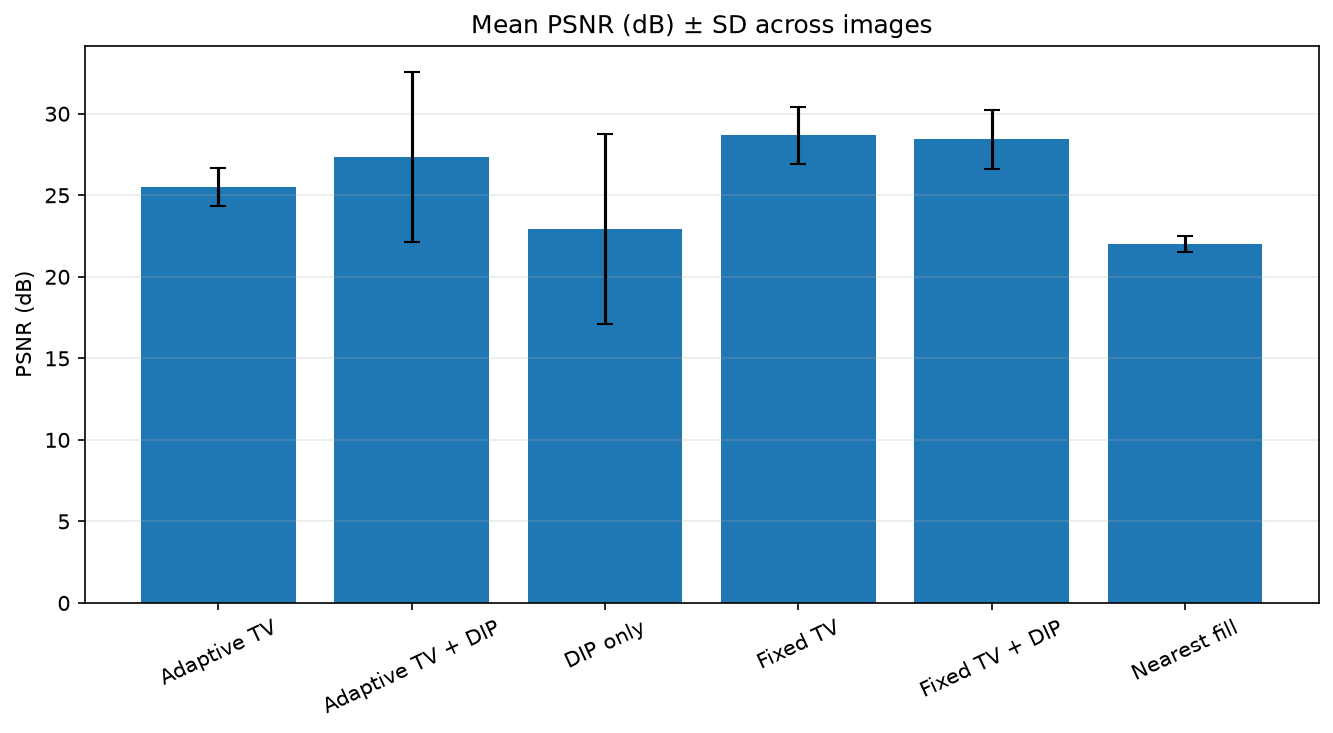 Mean PSNR (dB) ± SD across images
PSNR (dB)
30
25
20
15
10
5
0
Adaptive TV
Adaptive TV + DIP
DIP only
Fixed TV
Fixed TV + DIP
Nearest fill